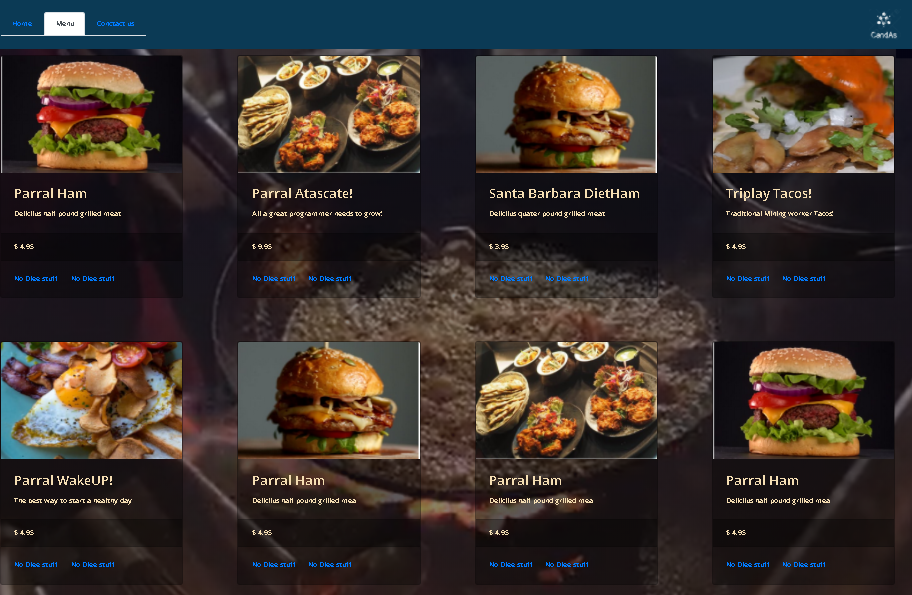 Home Menu Conctact us
CandAs
Parral Ham
Delicius half pound grilled meat
$ 4.95
No Dlee stuff No Dlee stuff
Parral Atascate!
All a great programmer needs to grow!
$ 9.95
No Dlee stuff No Dlee stuff
Santa Barbara DietHam
Delicius quater pound grilled meat
$ 3.95
No Dlee stuff No Dlee stuff
Triplay Tacos!
Traditional Mining worker Tacos!
$ 4.95
No Dlee stuff No Dlee stuff
Parral WakeUP!
The best way to start a healthy day
$ 4.95
No Dlee stuff No Dlee stuff
Parral Ham
Delicius half pound grilled mea
$ 4.95
No Dlee stuff No Dlee stuff
Parral Ham
Delicius half pound grilled mea
$ 4.95
No Dlee stuff No Dlee stuff
Parral Ham
Delicius half pound grilled mea
$ 4.95
No Dlee stuff No Dlee stuff